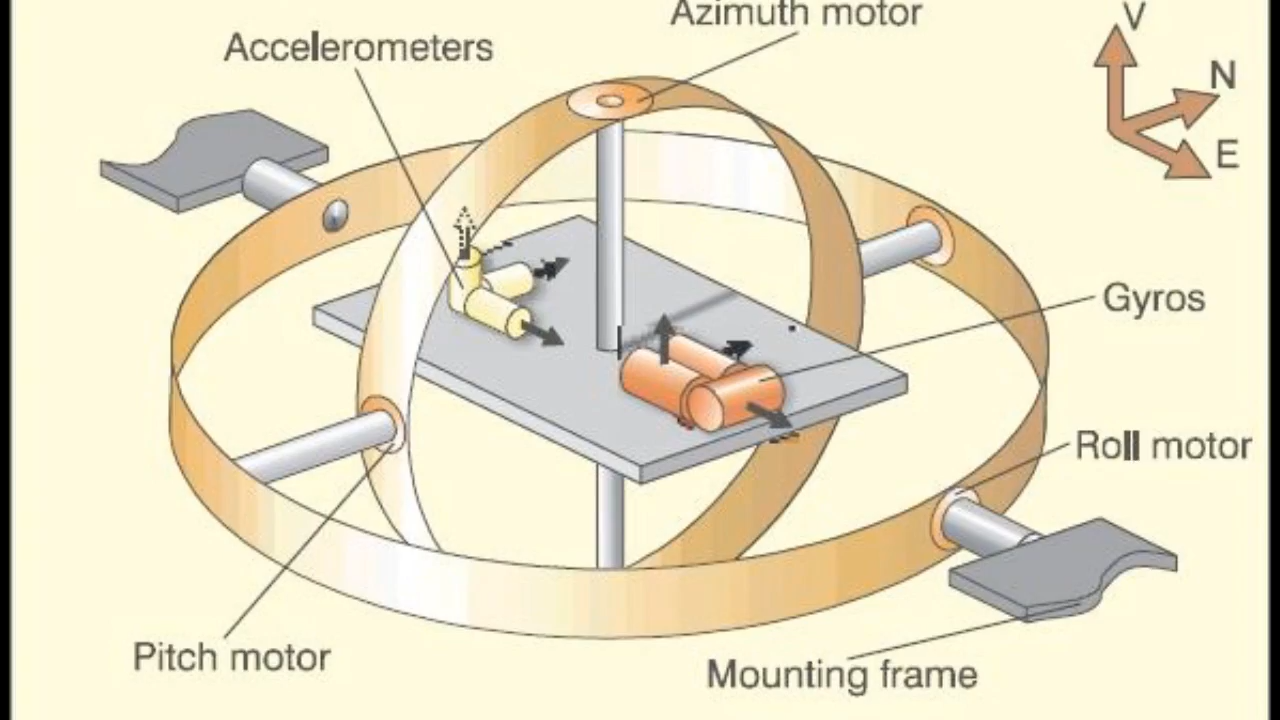 Azimuth motor
V
Accelerometers
N
E
Gyros
Roll motor
Pitch motor
Mounting frame